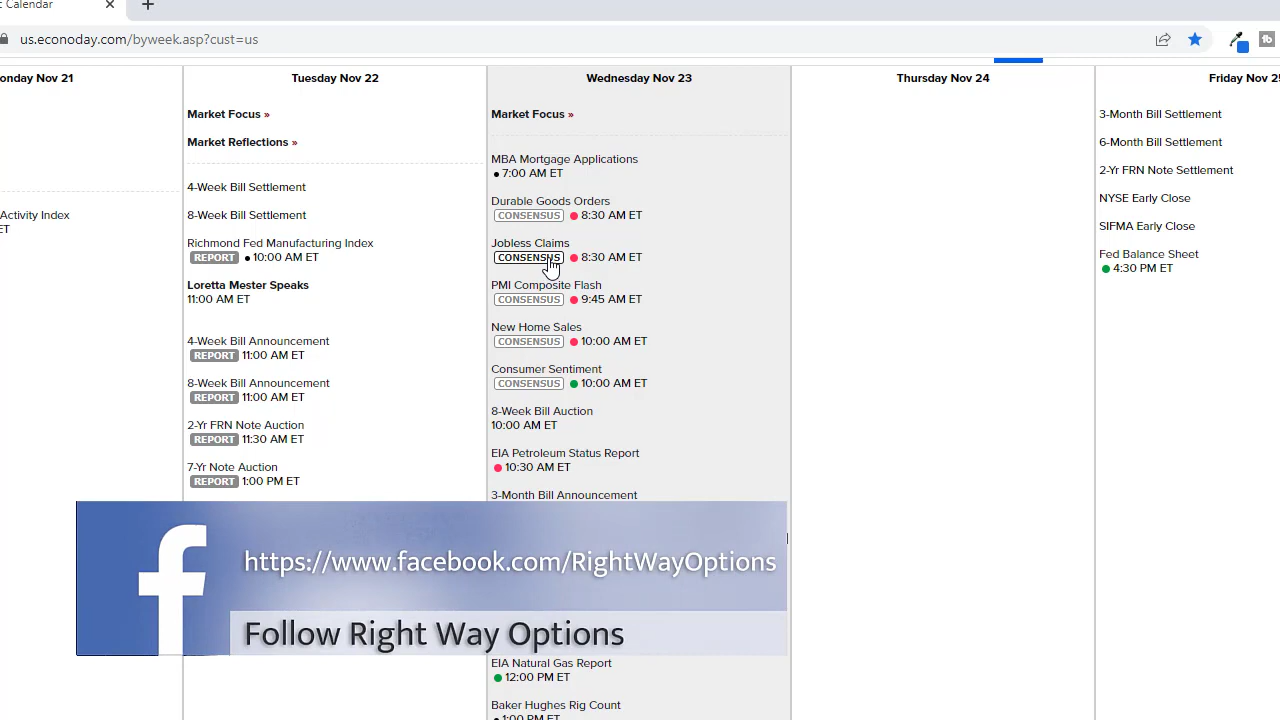 Calendar
us.econoday.com/byweek.asp?cust=us
onday Nov 21
Activity Index
ET
Tuesday Nov 22
Market Focus »
Market Reflections »
4-Week Bill Settlement
8-Week Bill Settlement
Richmond Fed Manufacturing Index
REPORT 10:00 AM ET
Loretta Mester Speaks
11:00 AM ET
4-Week Bill Announcement
REPORT 11:00 AM ET
8-Week Bill Announcement
REPORT 11:00 AM ET
2-Yr FRN Note Auction
REPORT 11:30 AM ET
7-Yr Note Auction
REPORT 1:00 PM ET
Wednesday Nov 23
Market Focus »
MBA Mortgage Applications
7:00 AM ET
Durable Goods Orders
CONSENSUS 8:30 AM ET
Jobless Claims
CONSENSUS 8:30 AM ET
PMI Composite Flash
CONSENSUS 9:45 AM ET
New Home Sales
CONSENSUS 10:00 AM ET
Consumer Sentiment
CONSENSUS 10:00 AM ET
8-Week Bill Auction
10:00 AM ET
EIA Petroleum Status Report
10:30 AM ET
3-Month Bill Announcement
EIA Natural Gas Report
12:00 PM ET
Baker Hughes Rig Count
1:00 PM ET
Thursday Nov 24
Friday Nov 25
3-Month Bill Settlement
6-Month Bill Settlement
2-Yr FRN Note Settlement
NYSE Early Close
SIFMA Early Close
Fed Balance Sheet
4:30 PM ET
f
https://www.facebook.com/RightWayOptions
Follow Right Way Options